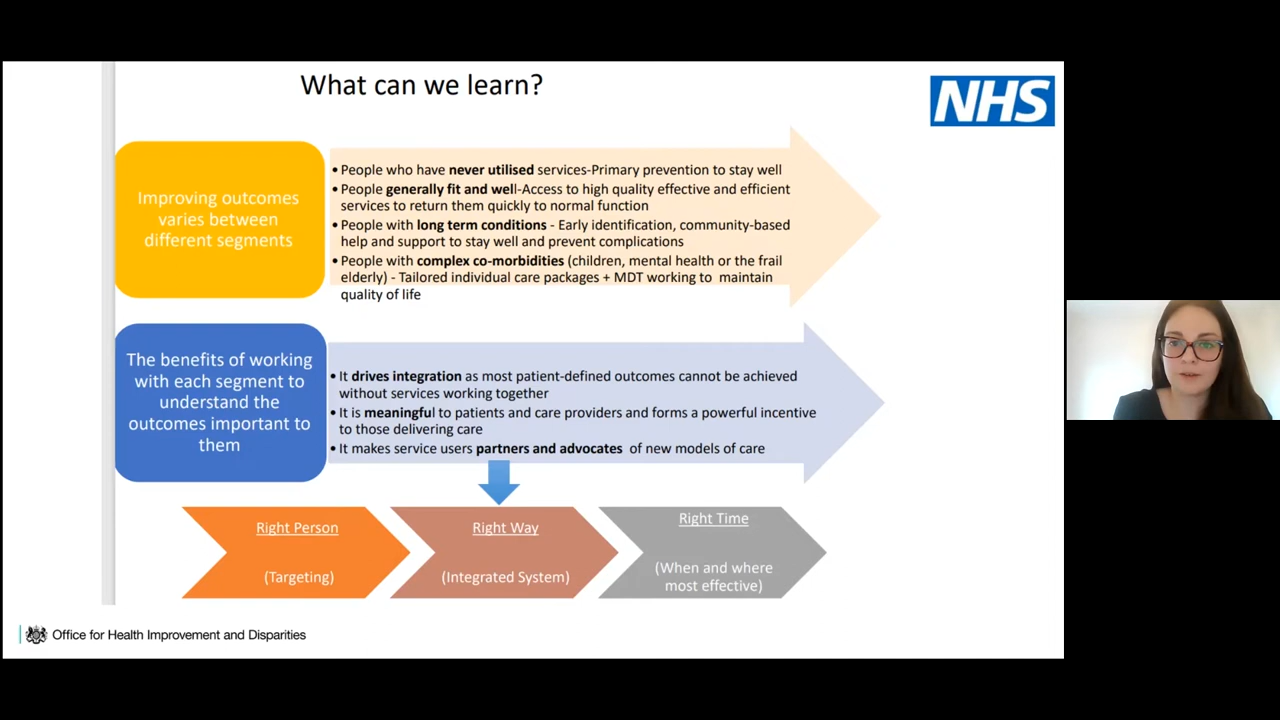 What can we learn?
NHS
Improving outcomes
varies between
different segments
• People who have never utilised services-Primary prevention to stay well
• People generally fit and well-Access to high quality effective and efficient
services to return them quickly to normal function
• People with long term conditions - Early identification, community-based
help and support to stay well and prevent complications
• People with complex co-morbidities (children, mental health or the frail
elderly) - Tailored individual care packages + MDT working to maintain
quality of life
The benefits of working
with each segment to
understand the
outcomes important to
them
• It drives integration as most patient-defined outcomes cannot be achieved
without services working together
• It is meaningful to patients and care providers and forms a powerful incentive
to those delivering care
• It makes service users partners and advocates of new models of care
Right Person
(Targeting)
Right Way
(Integrated System)
Right Time
(When and where
most effective)
Office for Health Improvement and Disparities